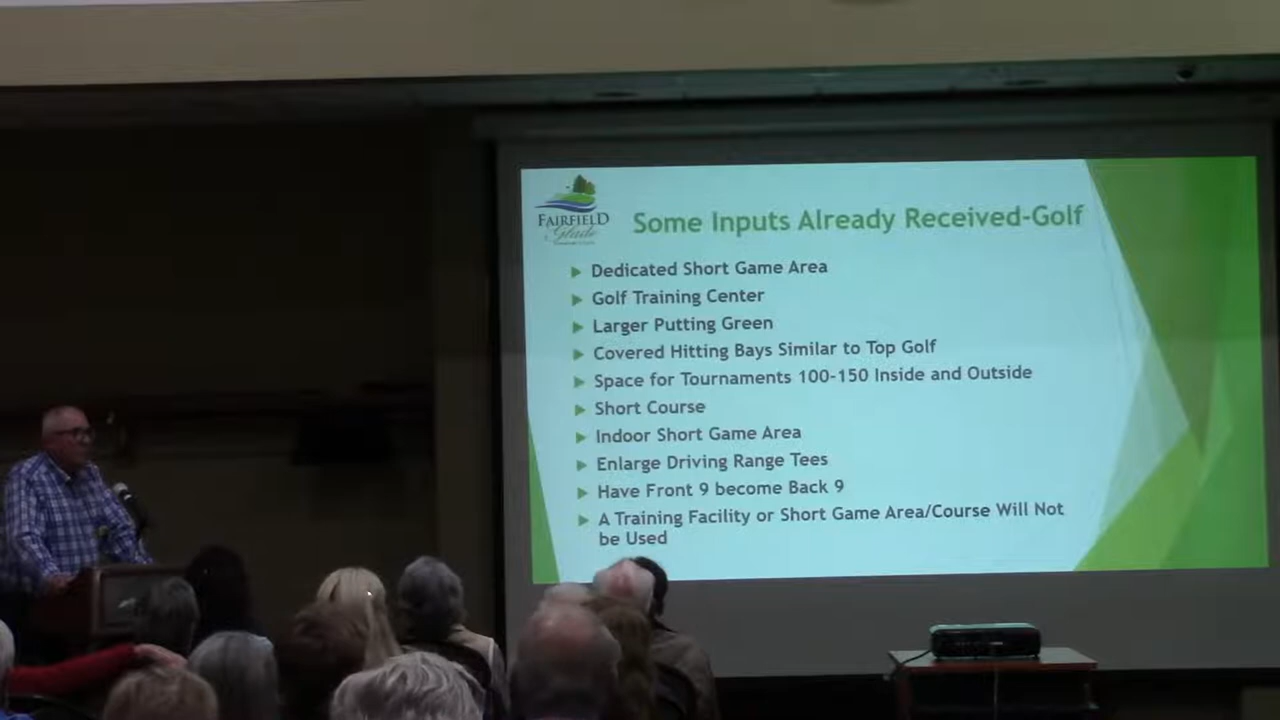 FAIRFIELD
Glade
Some Inputs Already Received-Golf
Dedicated Short Game Area
Golf Training Center
Larger Putting Green
Covered Hitting Bays Similar to Top Golf
Space for Tournaments 100-150 Inside and Outside
Short Course
Indoor Short Game Area
Enlarge Driving Range Tees
Have Front 9 become Back 9
A Training Facility or Short Game Area/Course Will Not
be Used